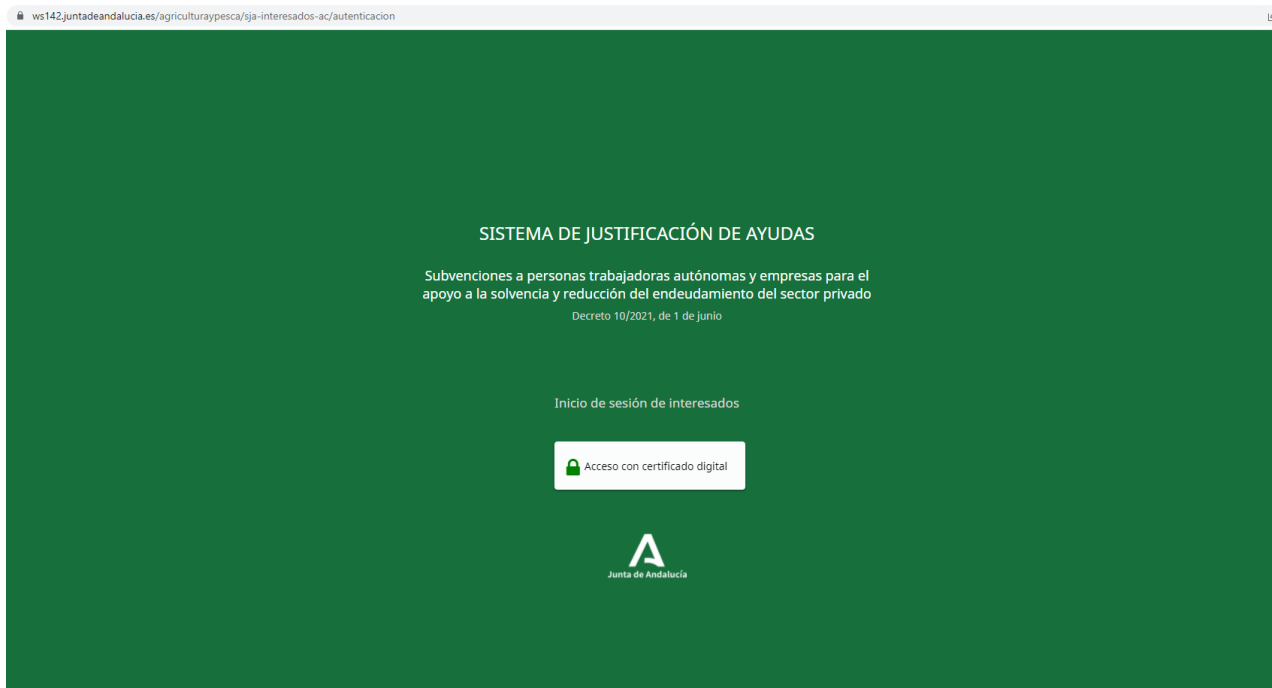 ws142.juntadeandalucia.es/agriculturaypesca/sja-interesados-ac/autenticacion
SISTEMA DE JUSTIFICACIÓN DE AYUDAS
Subvenciones a personas trabajadoras autónomas y empresas para el
apoyo a la solvencia y reducción del endeudamiento del sector privado
Decreto 10/2021, de 1 de junio
Inicio de sesión de interesados
Acceso con certificado digital
Junta de Andalucía